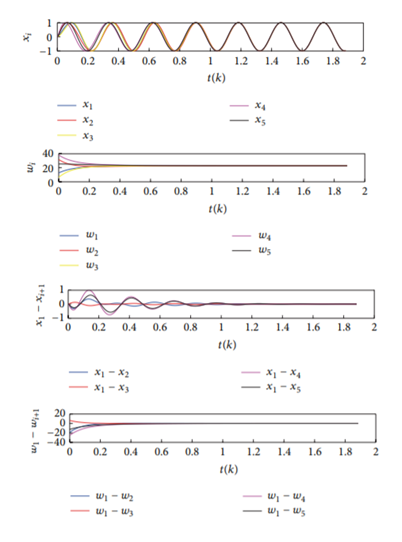 1
0
−1
x_i
0 0.2 0.4 0.6 0.8 1 1.2 1.4 1.6 1.8 2
t(k)
x_1 x_4
x_2 x_5
x_3
40
20
0
w_i
0 0.2 0.4 0.6 0.8 1 1.2 1.4 1.6 1.8 2
t(k)
w_1 w_4
w_2 w_5
w_3
1
0
−1
x_1 − x_{i+1}
0 0.2 0.4 0.6 0.8 1 1.2 1.4 1.6 1.8 2
t(k)
x_1 − x_2 x_1 − x_4
x_1 − x_3 x_1 − x_5
20
0
−20
−40
w_1 − w_{i+1}
0 0.2 0.4 0.6 0.8 1 1.2 1.4 1.6 1.8 2
t(k)
w_1 − w_2 w_1 − w_4
w_1 − w_3 w_1 − w_5